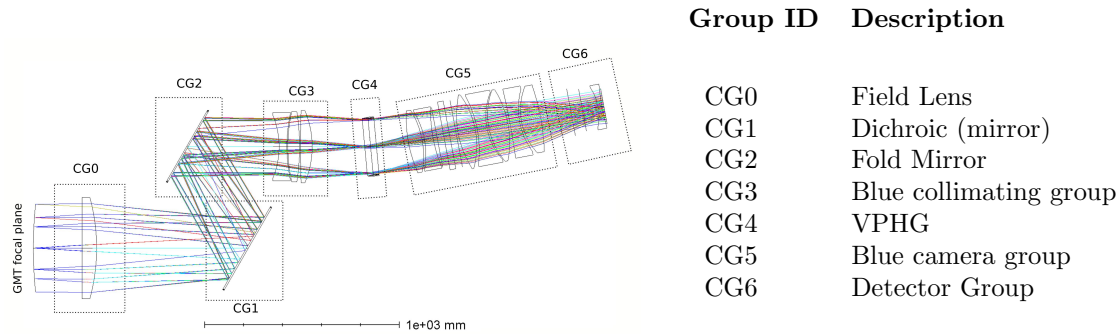 CG0
CG1
CG2
CG3
CG4
CG5
CG6
GMT focal plane
1e+03 mm
Group ID Description
CG0 Field Lens
CG1 Dichroic (mirror)
CG2 Fold Mirror
CG3 Blue collimating group
CG4 VPHG
CG5 Blue camera group
CG6 Detector Group